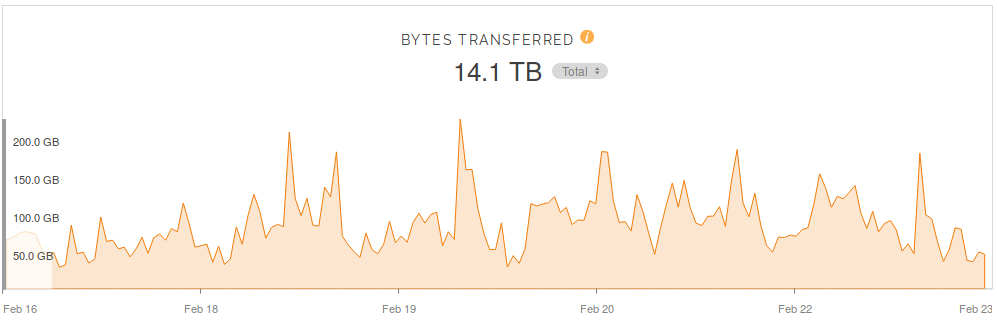 BYTES TRANSFERRED i
14.1 TB Total
200.0 GB
150.0 GB
100.0 GB
50.0 GB
Feb 16 Feb 18 Feb 19 Feb 20 Feb 22 Feb 23